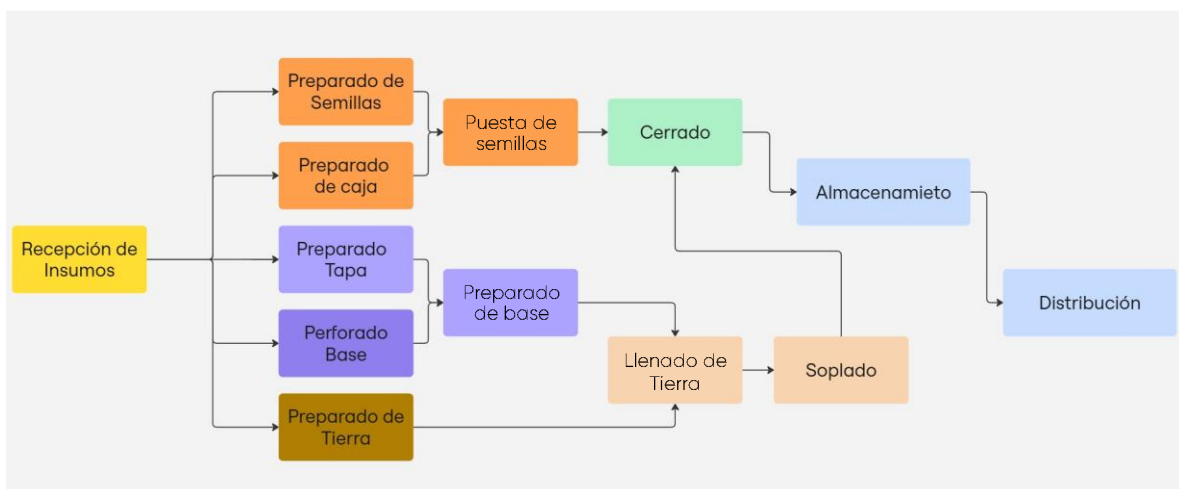 Preparado de
Semillas
Preparado
de caja
Puesta de
semillas
Cerrado
Almacenamieto
Recepción de
Insumos
Preparado
Tapa
Perforado
Base
Preparado
de base
Distribución
Llenado de
Tierra
Soplado
Preparado de
Tierra